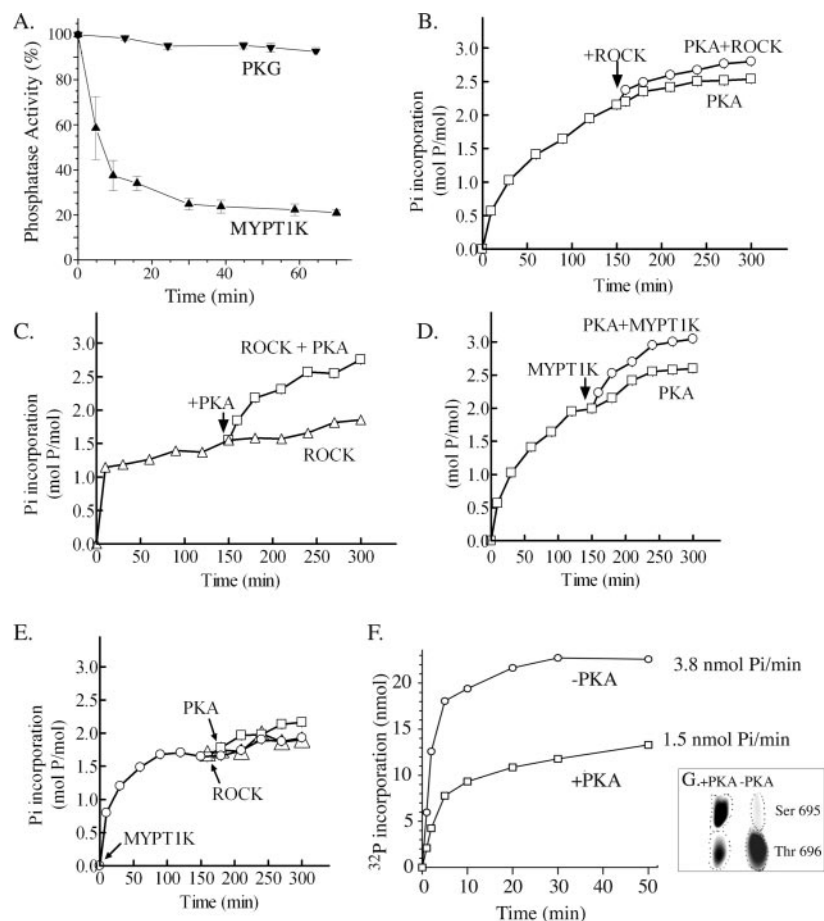 A.
Phosphatase Activity (%)
100
80
60
40
20
0
PKG
MYPT1K
0 20 40 60
Time (min)
B.
Pi incorporation
(mol P/mol)
3.0
2.5
2.0
1.5
1.0
0.5
0.0
+ROCK
PKA+ROCK
PKA
0 50 100 150 200 250 300
Time (min)
C.
Pi incorporation
(mol P/mol)
3.0
2.5
2.0
1.5
1.0
0.5
0.0
ROCK + PKA
+PKA
ROCK
0 50 100 150 200 250 300
Time (min)
D.
(mol P/mol)
3.0
2.5
2.0
1.5
1.0
0.5
0.0
PKA+MYPT1K
MYPT1K
PKA
0 50 100 150 200 250 300
Time (min)
E.
Pi incorporation
(mol P/mol)
3.0
2.5
2.0
1.5
1.0
0.5
0.0
PKA
ROCK
MYPT1K
0 50 100 150 200 250 300
Time (min)
F.
32P incorporation (nmol)
20
15
10
5
0
-PKA
3.8 nmol Pi/min
+PKA
1.5 nmol Pi/min
0 10 20 30 40 50
Time (min)
G. +PKA -PKA
Ser 695
Thr 696